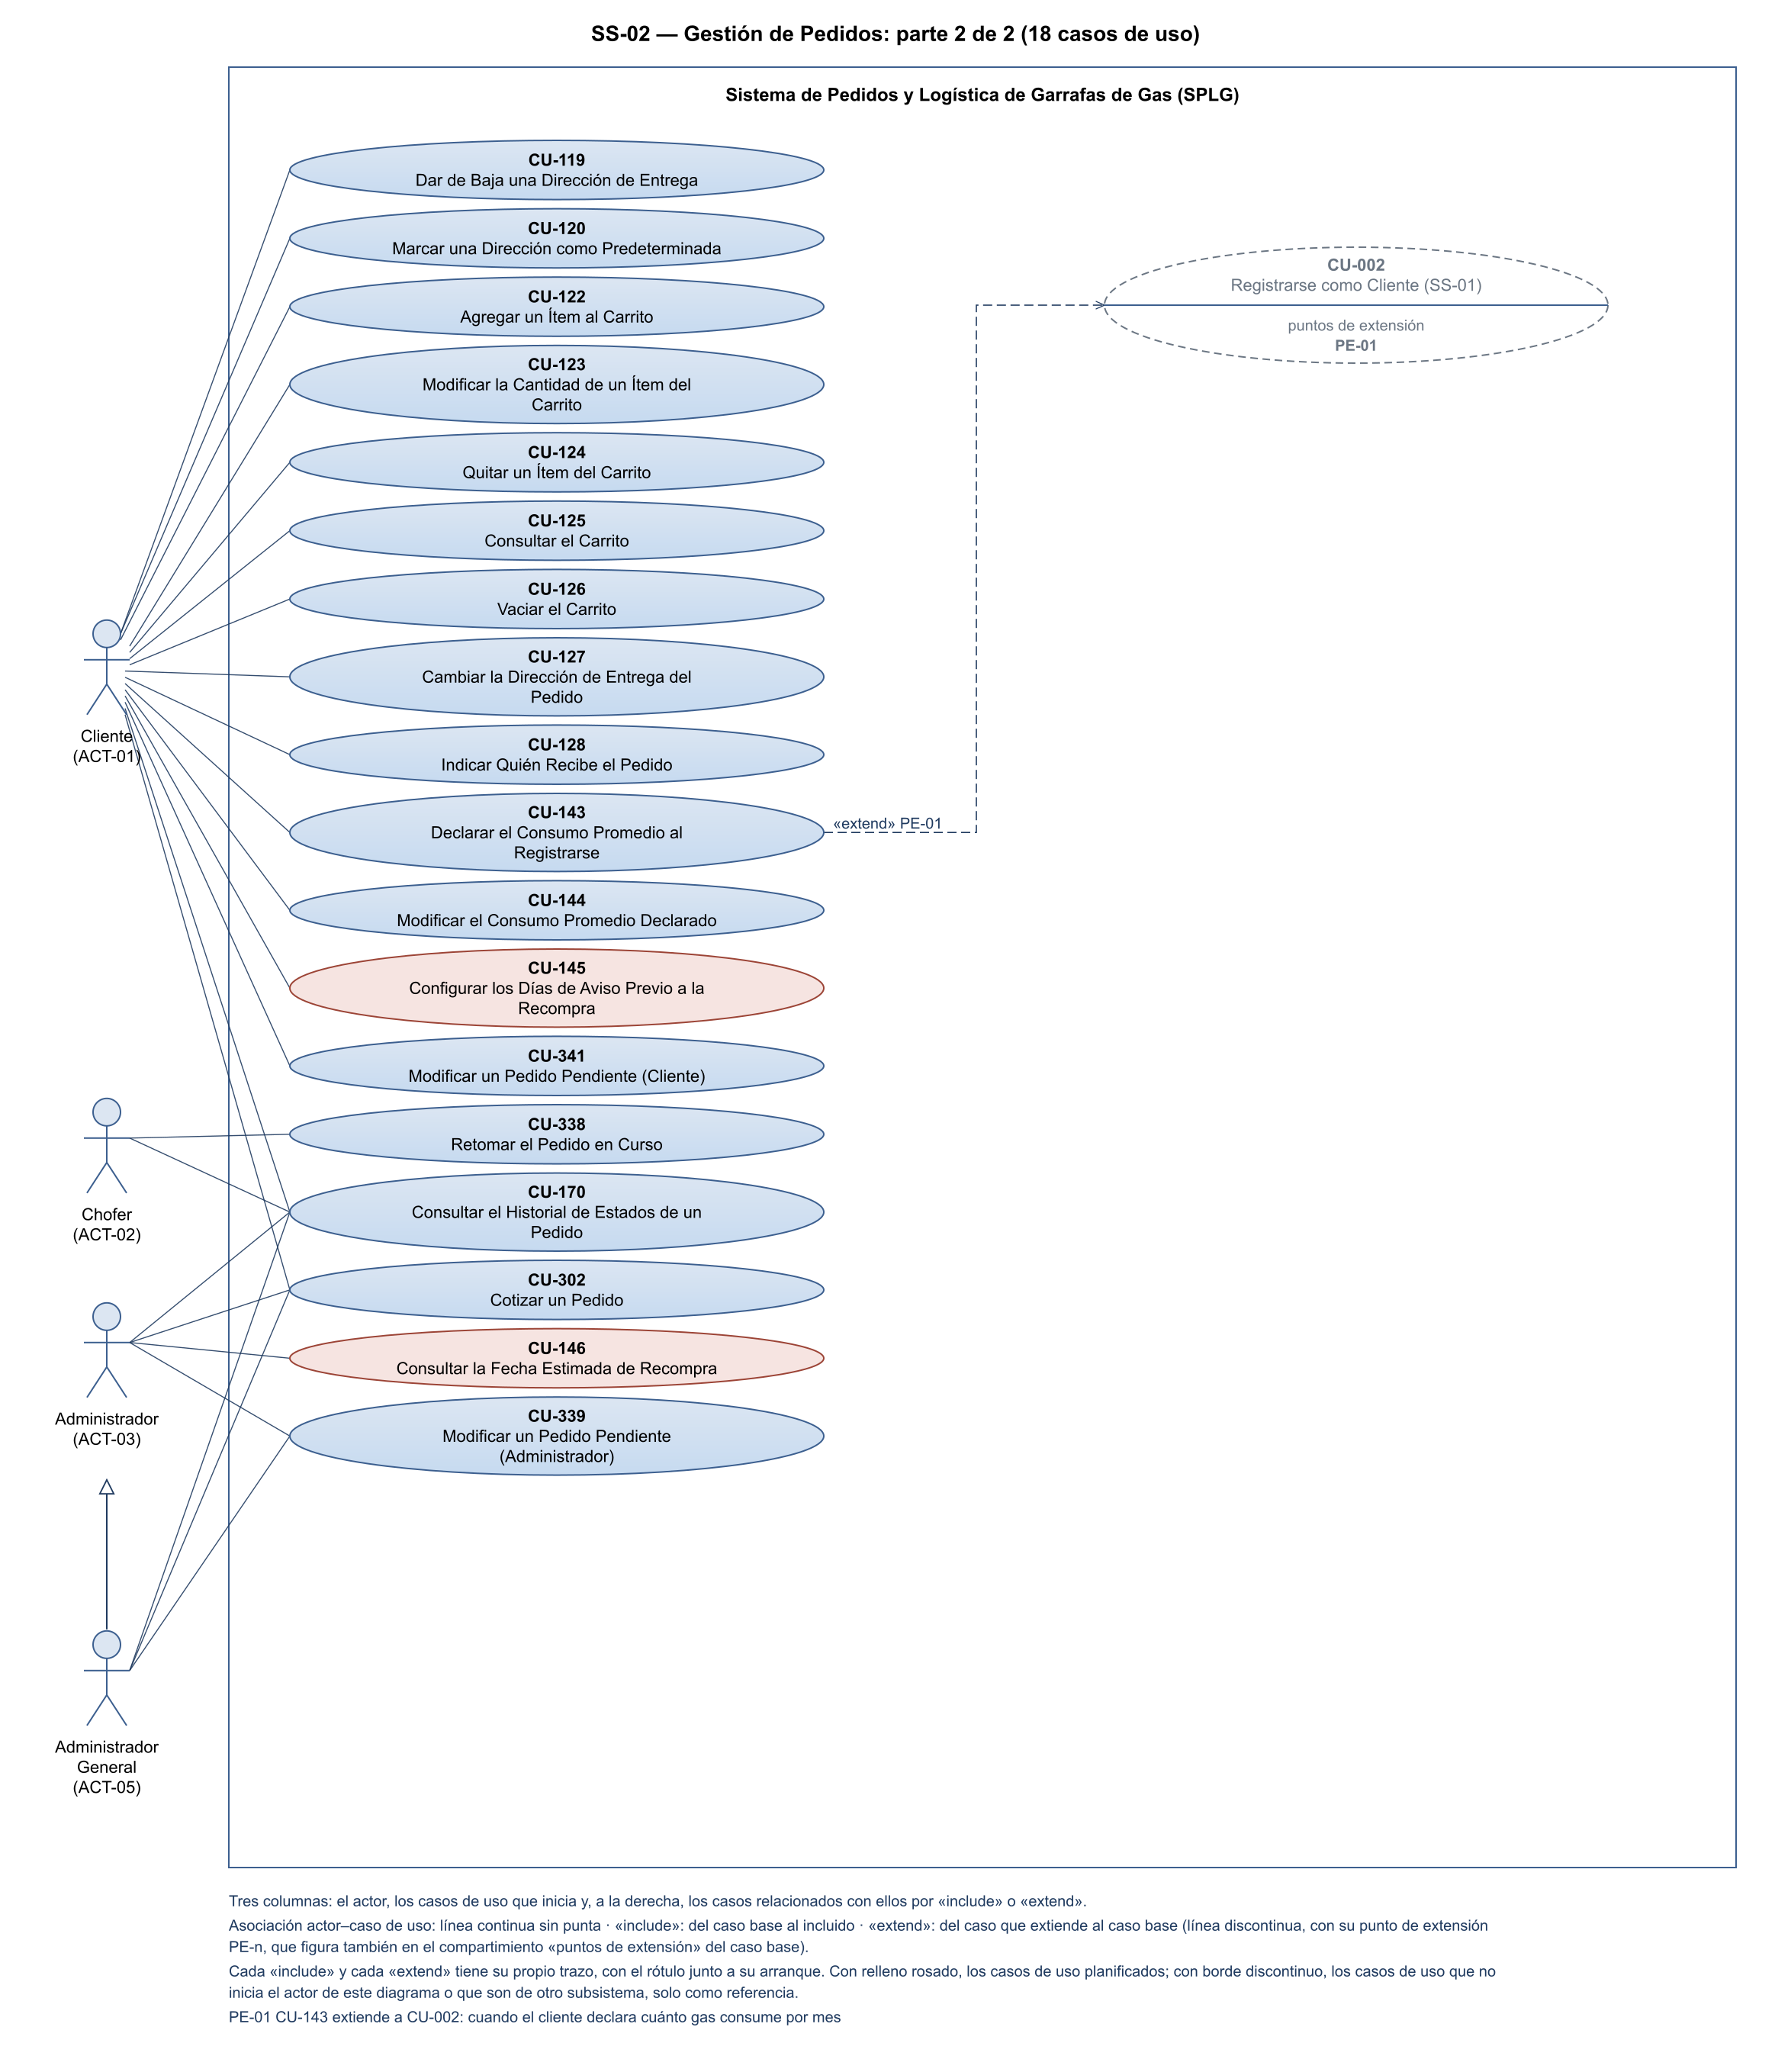 SS-02 — Gestión de Pedidos: parte 2 de 2 (18 casos de uso)
Sistema de Pedidos y Logística de Garrafas de Gas (SPLG)
CU-119
Dar de Baja una Dirección de Entrega
CU-120
Marcar una Dirección como Predeterminada
CU-002
Registrarse como Cliente (SS-01)
puntos de extensión
PE-01
CU-122
Agregar un Ítem al Carrito
CU-123
Modificar la Cantidad de un Ítem del
Carrito
CU-124
Quitar un Ítem del Carrito
CU-125
Consultar el Carrito
CU-126
Vaciar el Carrito
CU-127
Cambiar la Dirección de Entrega del
Pedido
Cliente
(ACT-01)
CU-128
Indicar Quién Recibe el Pedido
CU-143
Declarar el Consumo Promedio al
Registrarse
«extend» PE-01
CU-144
Modificar el Consumo Promedio Declarado
CU-145
Configurar los Días de Aviso Previo a la
Recompra
CU-341
Modificar un Pedido Pendiente (Cliente)
CU-338
Retomar el Pedido en Curso
Chofer
(ACT-02)
CU-170
Consultar el Historial de Estados de un
Pedido
CU-302
Cotizar un Pedido
CU-146
Consultar la Fecha Estimada de Recompra
Administrador
(ACT-03)
CU-339
Modificar un Pedido Pendiente
(Administrador)
Administrador
General
(ACT-05)
Tres columnas: el actor, los casos de uso que inicia y, a la derecha, los casos relacionados con ellos por «include» o «extend».
Asociación actor–caso de uso: línea continua sin punta · «include»: del caso base al incluido · «extend»: del caso que extiende al caso base (línea discontinua, con su punto de extensión
PE-n, que figura también en el compartimiento «puntos de extensión» del caso base).
Cada «include» y cada «extend» tiene su propio trazo, con el rótulo junto a su arranque. Con relleno rosado, los casos de uso planificados; con borde discontinuo, los casos de uso que no
inicia el actor de este diagrama o que son de otro subsistema, solo como referencia.
PE-01 CU-143 extiende a CU-002: cuando el cliente declara cuánto gas consume por mes